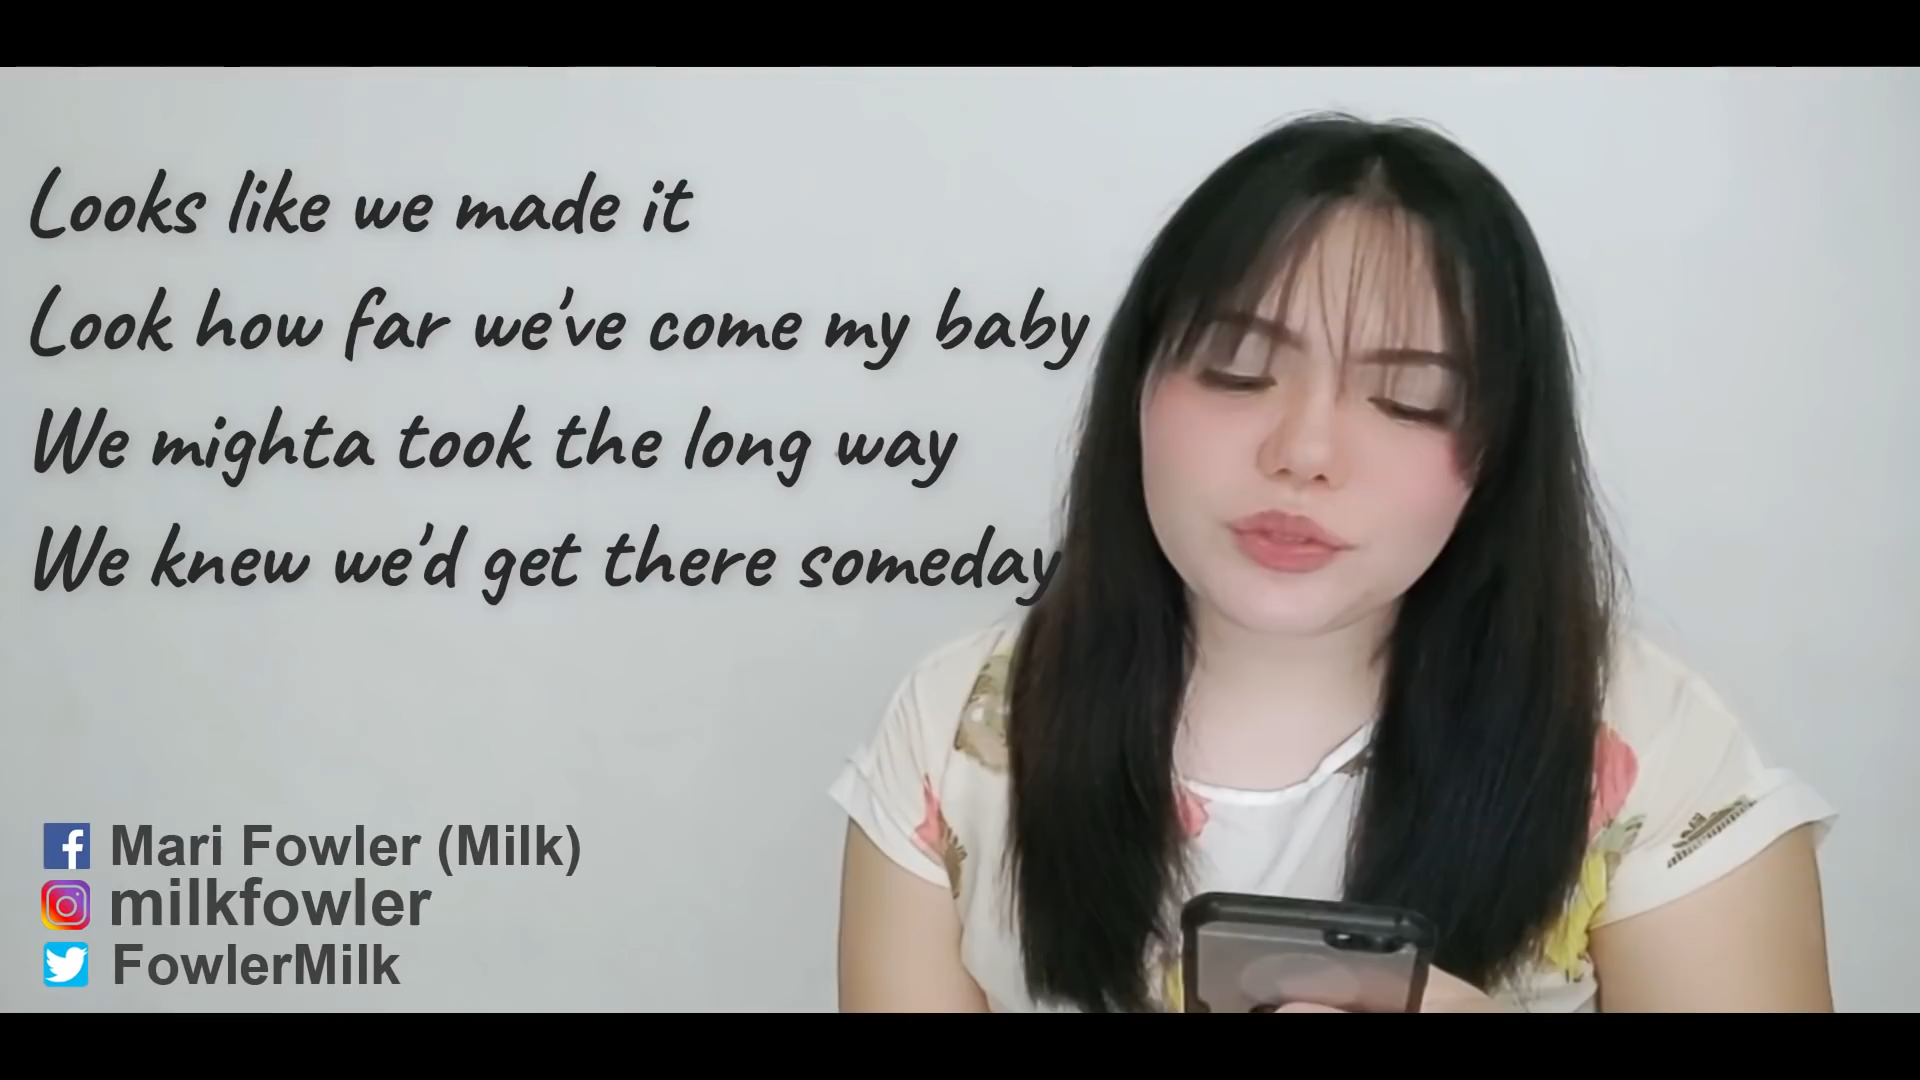 Looks like we made it
Look how far we've come my baby
We mighta took the long way
We knew we'd get there someday
Mari Fowler (Milk)
milkfowler
FowlerMilk